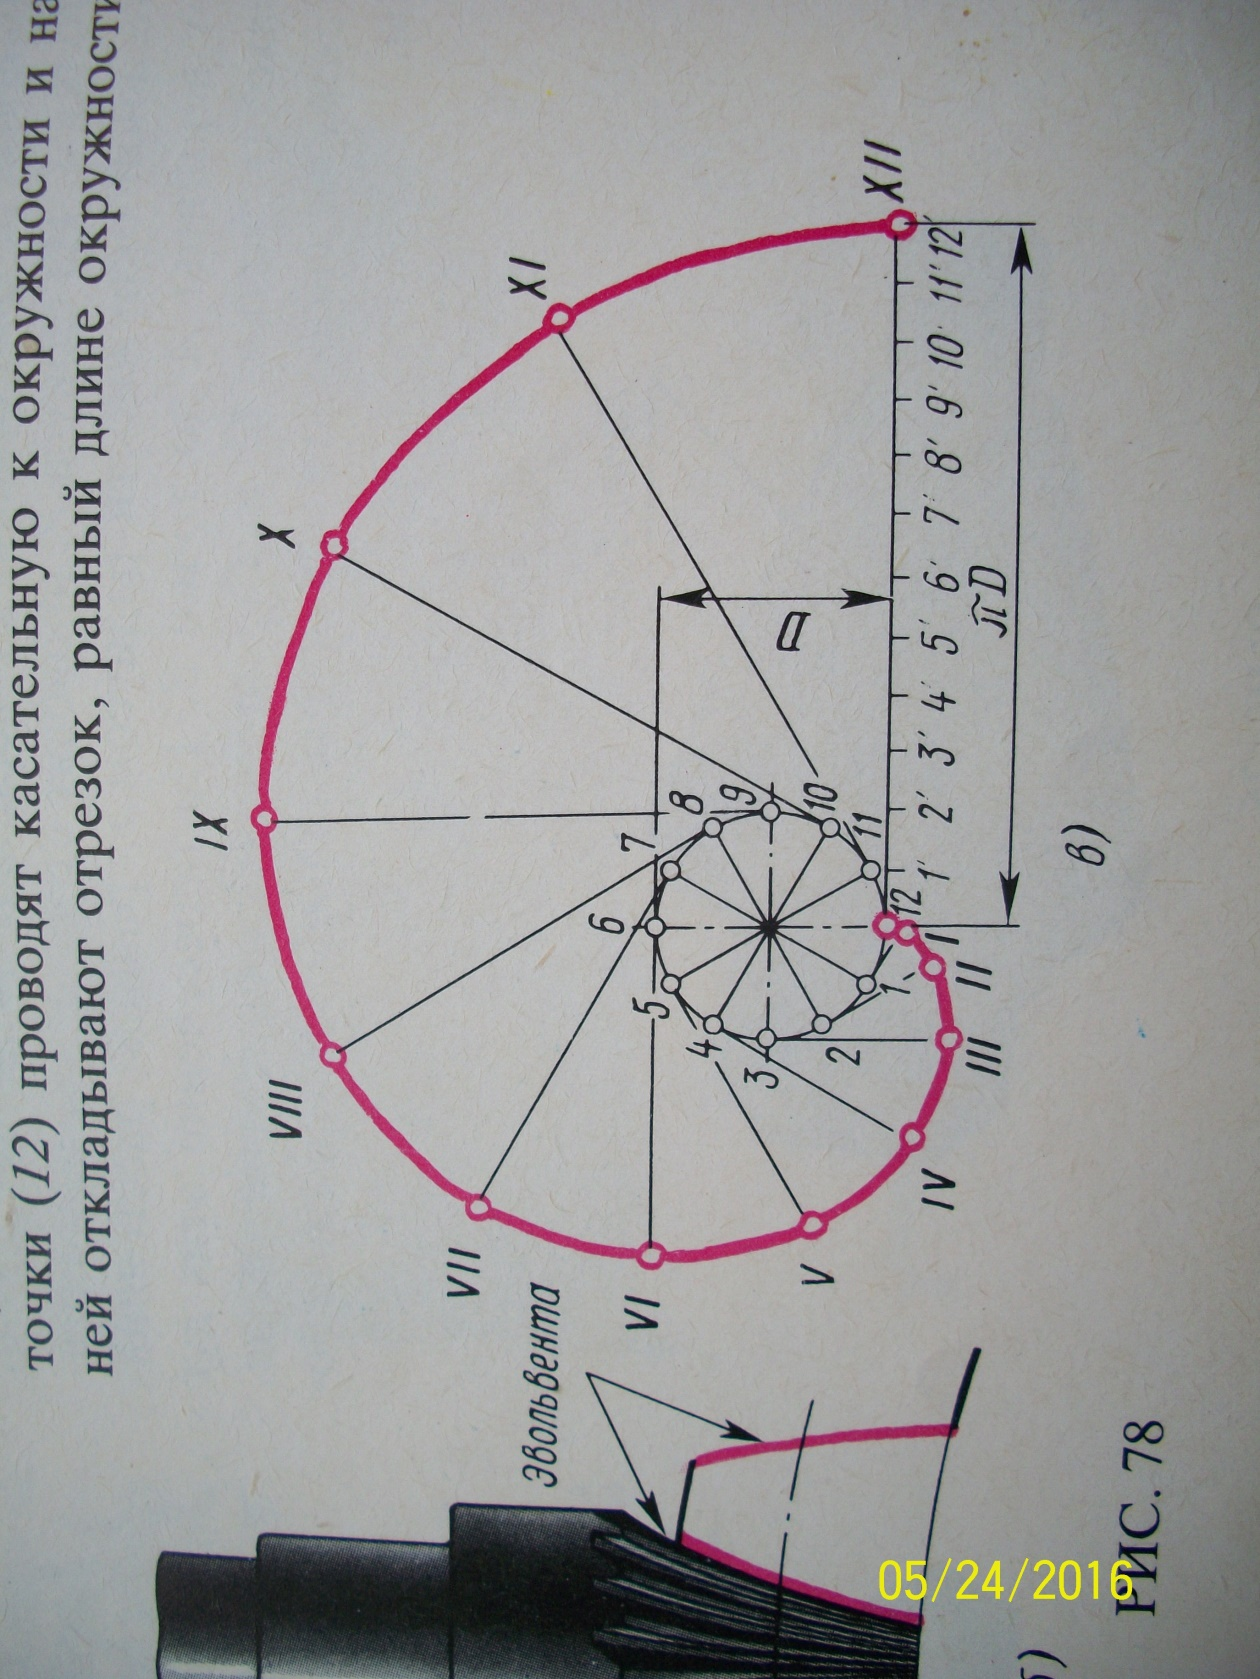 точки (12) проводят касательную к окружности и на
ней откладывают отрезок, равный длине окружности
IX
X
XI
XII
VIII
VII
VI
V
IV
III
II
I
1
2
3
4
5
6
7
8
9
10
11
12
1' 2' 3' 4' 5' 6' 7' 8' 9' 10' 11' 12'
D
πD
Эвольвента
в)
б)
РИС. 78
05/24/2016